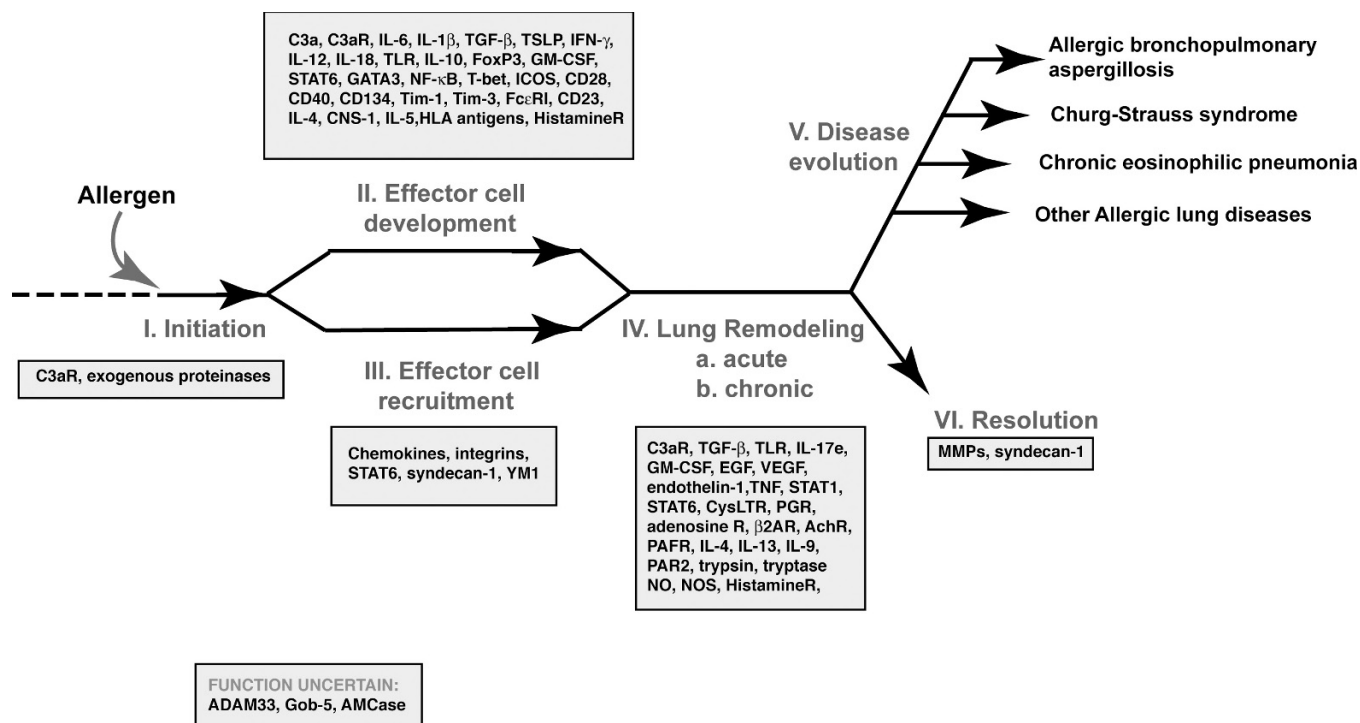 C3a, C3aR, IL-6, IL-1β, TGF-β, TSLP, IFN-γ,
IL-12, IL-18, TLR, IL-10, FoxP3, GM-CSF,
STAT6, GATA3, NF-κB, T-bet, ICOS, CD28,
CD40, CD134, Tim-1, Tim-3, FcεRI, CD23,
IL-4, CNS-1, IL-5,HLA antigens, HistamineR
Allergen
II. Effector cell
development
I. Initiation
C3aR, exogenous proteinases
III. Effector cell
recruitment
Chemokines, integrins,
STAT6, syndecan-1, YM1
IV. Lung Remodeling
a. acute
b. chronic
C3aR, TGF-β, TLR, IL-17e,
GM-CSF, EGF, VEGF,
endothelin-1,TNF, STAT1,
STAT6, CysLTR, PGR,
adenosine R, β2AR, AchR,
PAFR, IL-4, IL-13, IL-9,
PAR2, trypsin, tryptase
NO, NOS, HistamineR,
V. Disease
evolution
Allergic bronchopulmonary
aspergillosis
Churg-Strauss syndrome
Chronic eosinophilic pneumonia
Other Allergic lung diseases
VI. Resolution
MMPs, syndecan-1
FUNCTION UNCERTAIN:
ADAM33, Gob-5, AMCase